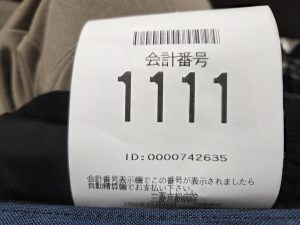 会計番号
1111
ID:0000742635
会計番号表示機でこの番号が表示されましたら
自動精算機でお支払い下さい。